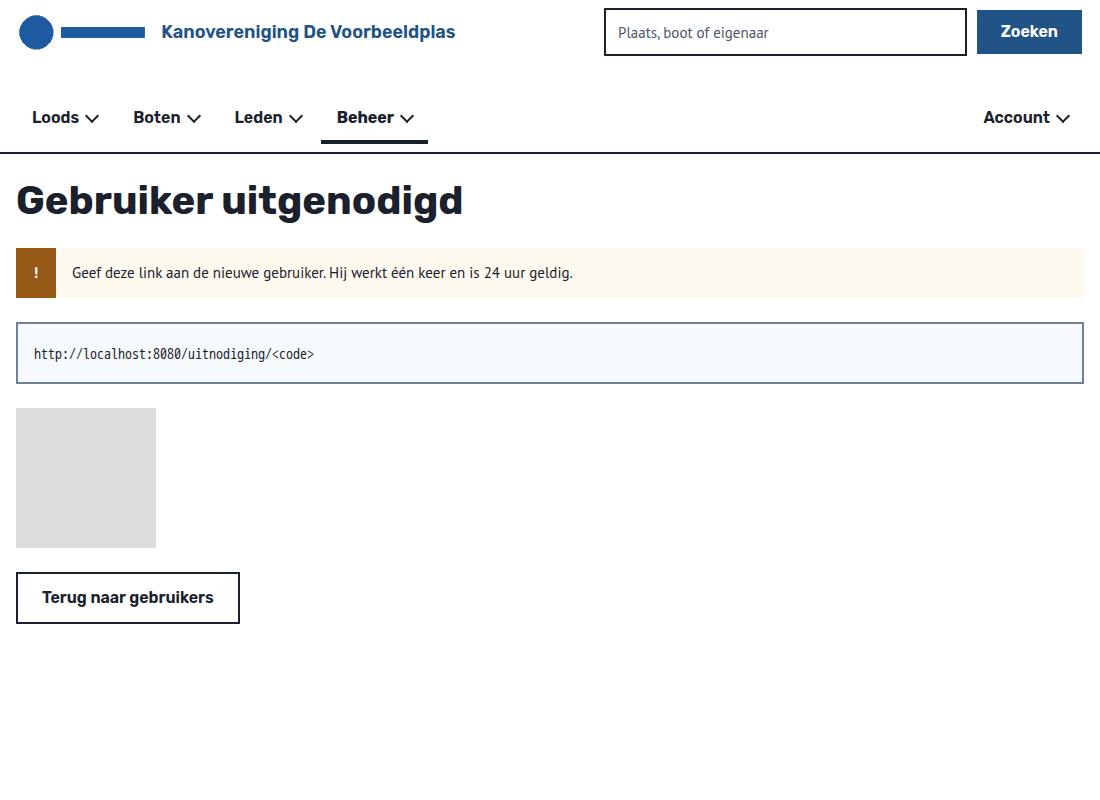 Kanovereniging De Voorbeeldplas
Plaats, boot of eigenaar
Zoeken
Loods
Boten
Leden
Beheer
Account
Gebruiker uitgenodigd
! Geef deze link aan de nieuwe gebruiker. Hij werkt één keer en is 24 uur geldig.
http://localhost:8080/uitnodiging/<code>
Terug naar gebruikers